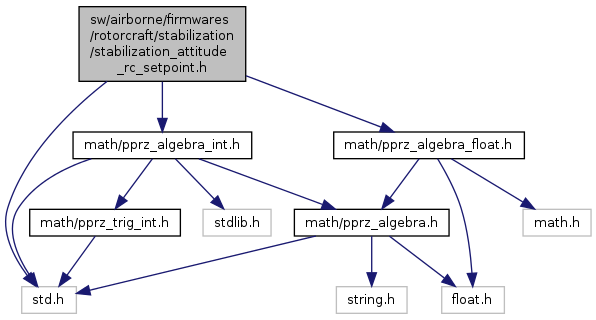 sw/airborne/firmwares
/rotorcraft/stabilization
/stabilization_attitude
_rc_setpoint.h
math/pprz_algebra_int.h
math/pprz_algebra_float.h
math/pprz_trig_int.h
stdlib.h
math/pprz_algebra.h
math.h
std.h
string.h
float.h